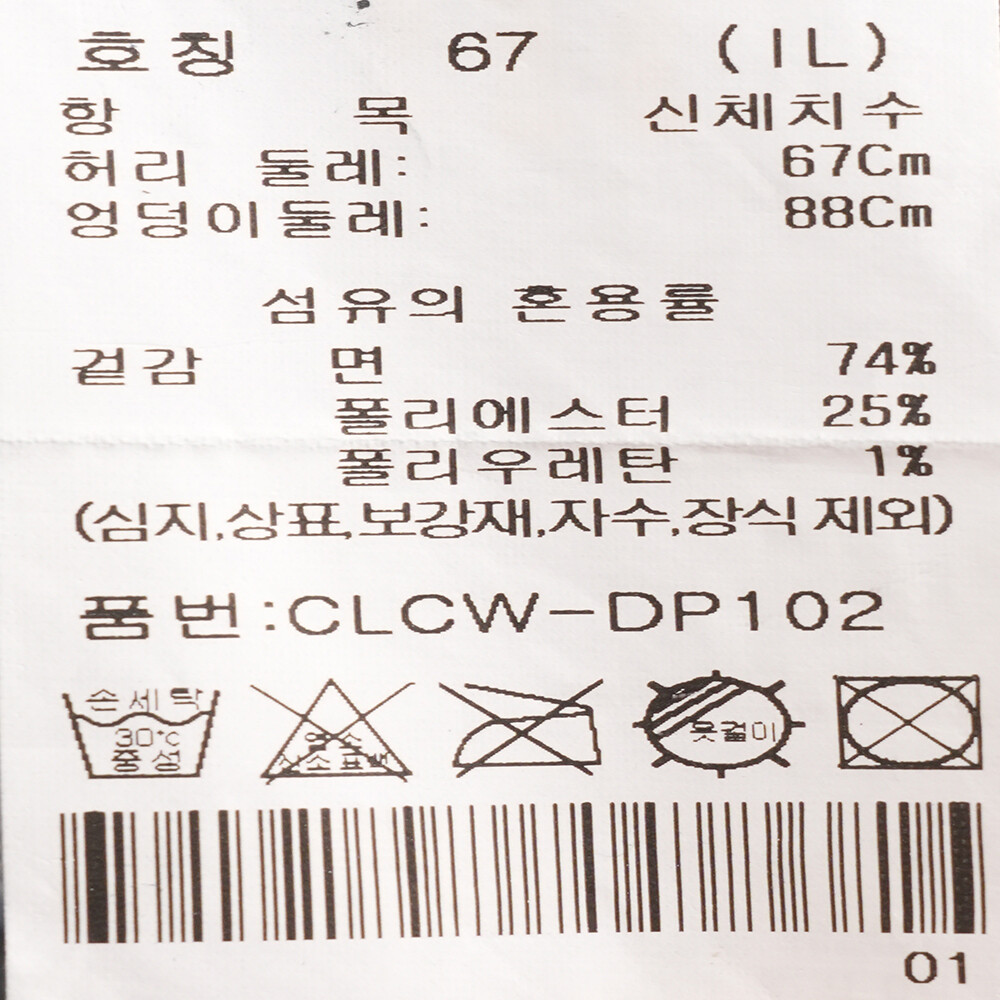 호칭 67 (IL)
항 목 신체치수
허리 둘레: 67Cm
엉덩이둘레: 88Cm
섬유의 혼용률
겉감 면 74%
폴리에스터 25%
폴리우레탄 1%
(심지,상표,보강재,자수,장식 제외)
품번:CLCW-DP102
손세탁
30℃
중성
염소
산소표백
옷걸이
01